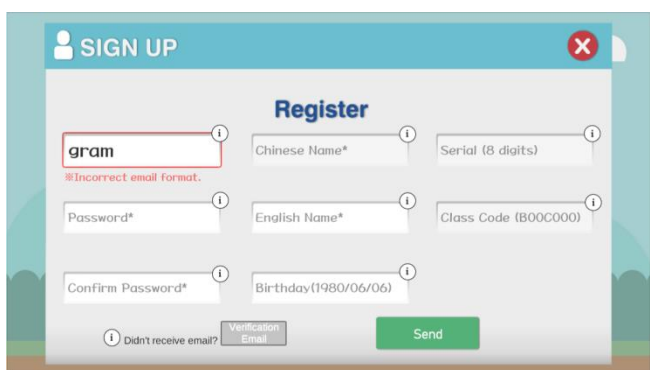 SIGN UP
Register
gram
Chinese Name*
Serial (8 digits)
※Incorrect email format.
Password*
English Name*
Class Code (B00C000)
Confirm Password*
Birthday(1980/06/06)
Didn't receive email?
Verification
Email
Send